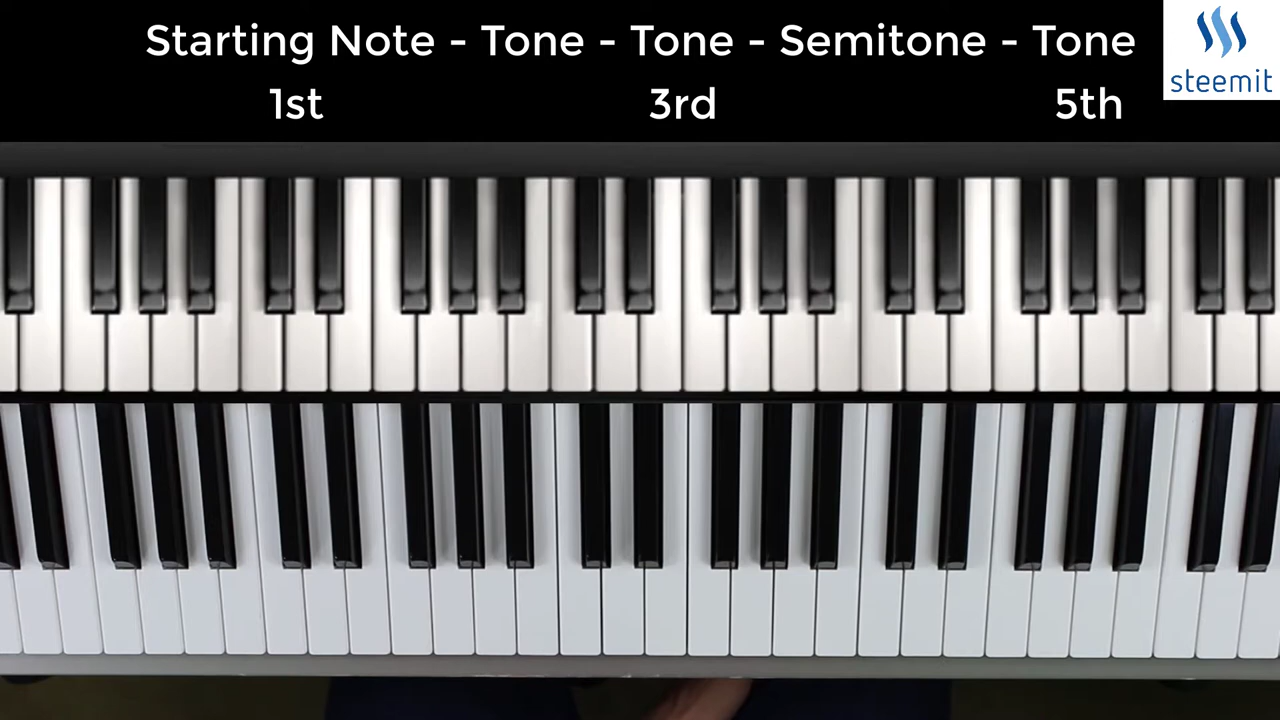 Starting Note - Tone - Tone - Semitone - Tone
1st 3rd 5th
steemit